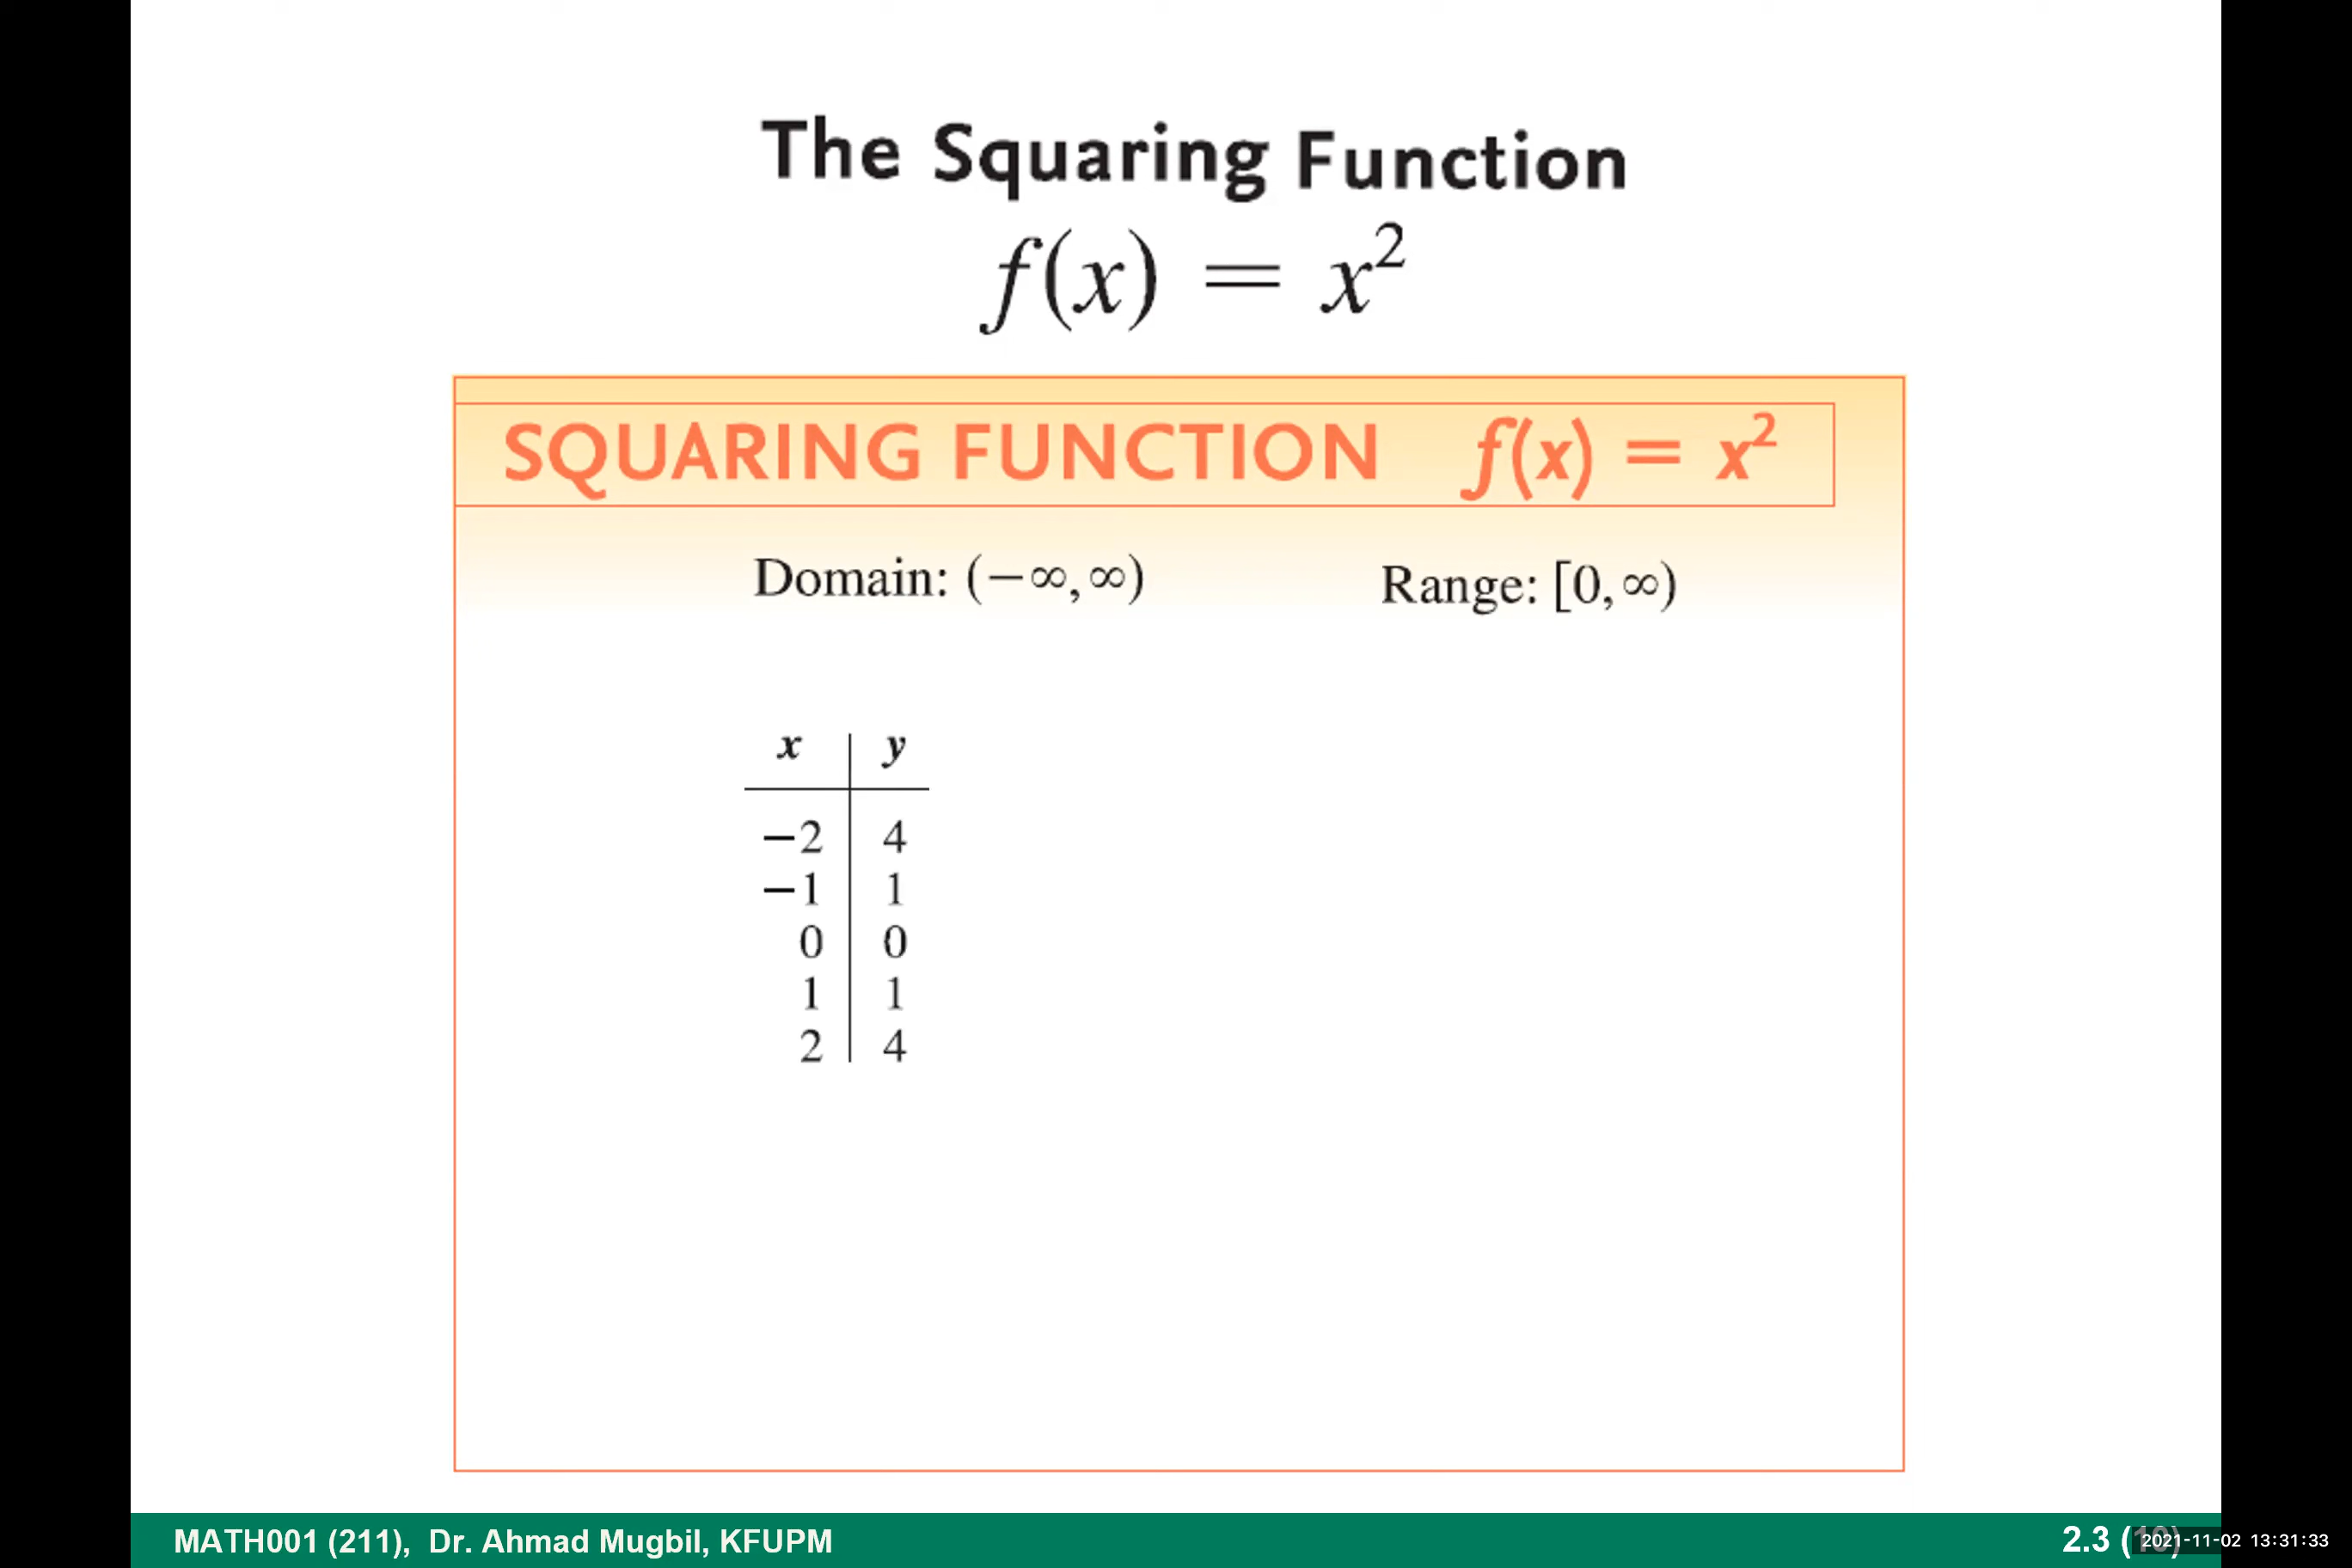 The Squaring Function
f(x) = x²
SQUARING FUNCTION f(x) = x²
Domain: (−∞, ∞) Range: [0, ∞)
x y
−2 4
−1 1
0 0
1 1
2 4
MATH001 (211), Dr. Ahmad Mugbil, KFUPM 2.3 (
2021-11-02 13:31:33